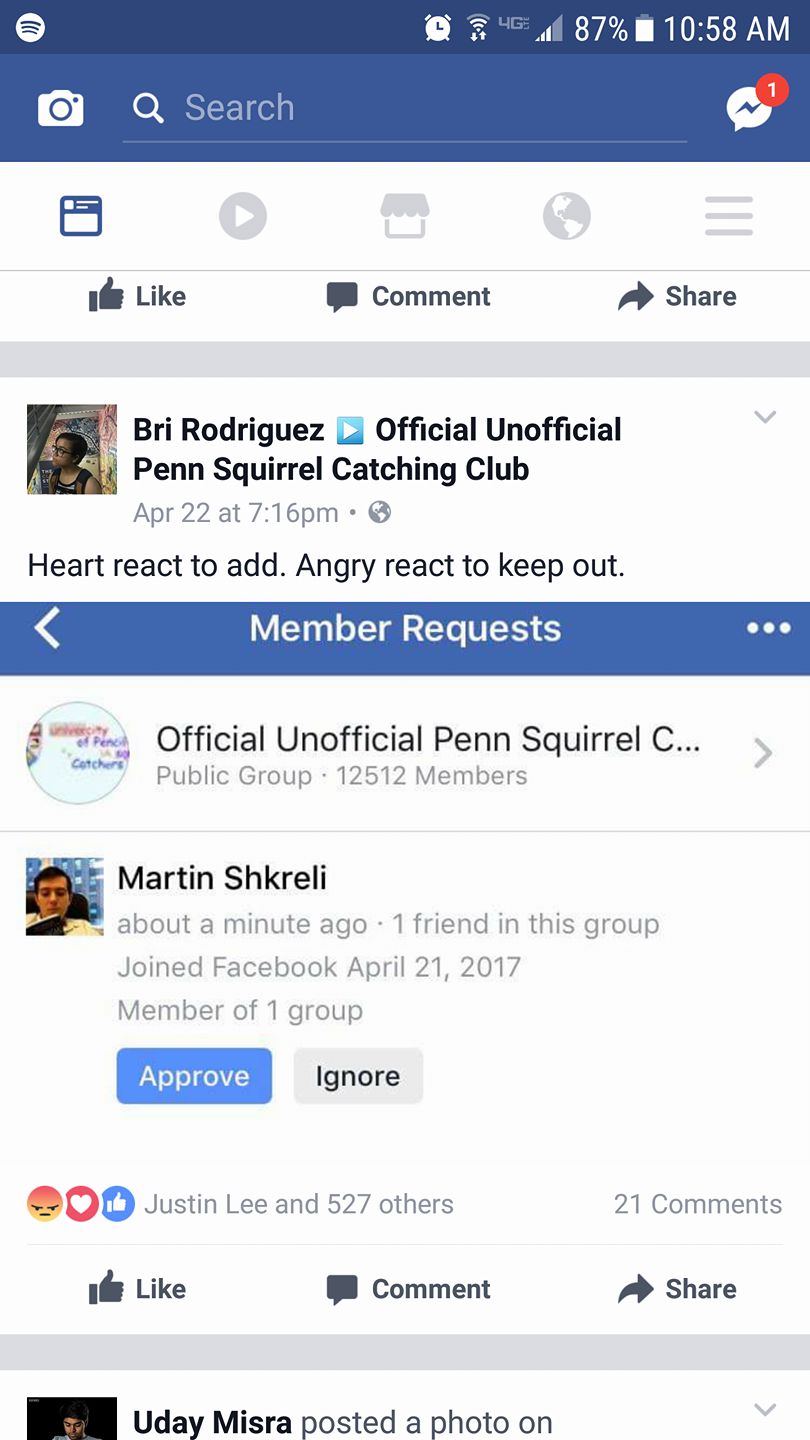 4G LTE 87% 10:58 AM
Search
1
Like Comment Share
Bri Rodriguez ▶ Official Unofficial
Penn Squirrel Catching Club
Apr 22 at 7:16pm •
Heart react to add. Angry react to keep out.
Member Requests
univercity
of Pencil
Catchers
Official Unofficial Penn Squirrel C...
Public Group · 12512 Members
Martin Shkreli
about a minute ago · 1 friend in this group
Joined Facebook April 21, 2017
Member of 1 group
Approve Ignore
Justin Lee and 527 others 21 Comments
Like Comment Share
Uday Misra posted a photo on